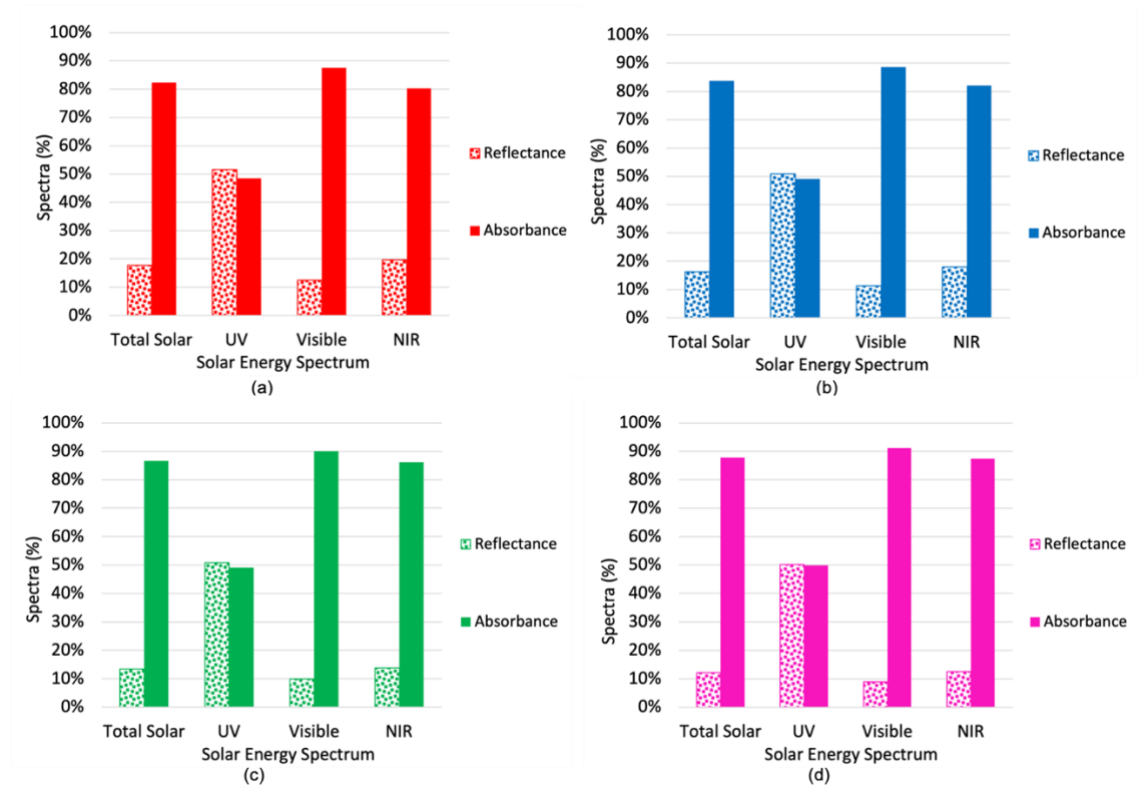 100%
90%
80%
70%
60%
50%
40%
30%
20%
10%
0%
Spectra (%)
Total Solar UV Visible NIR
Solar Energy Spectrum
Reflectance
Absorbance
(a)
100%
90%
80%
70%
60%
50%
40%
30%
20%
10%
0%
Spectra (%)
Total Solar UV Visible NIR
Solar Energy Spectrum
Reflectance
Absorbance
(b)
100%
90%
80%
70%
60%
50%
40%
30%
20%
10%
0%
Spectra (%)
Total Solar UV Visible NIR
Solar Energy Spectrum
Reflectance
Absorbance
(c)
100%
90%
80%
70%
60%
50%
40%
30%
20%
10%
0%
Spectra (%)
Total Solar UV Visible NIR
Solar Energy Spectrum
Reflectance
Absorbance
(d)